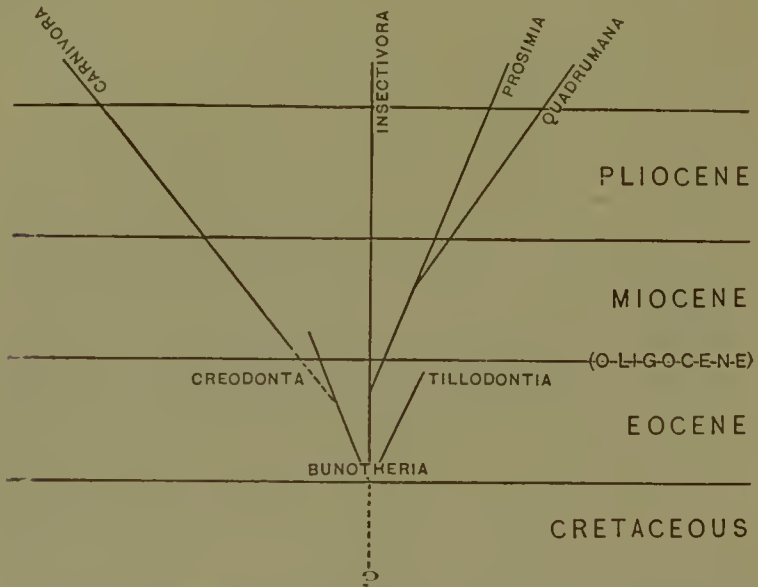 CARNIVORA
INSECTIVORA
PROSIMIA
QUADRUMANA
PLIOCENE
MIOCENE
(OLIGOCENE)
CREODONTA
TILLODONTIA
EOCENE
BUNOTHERIA
CRETACEOUS
?